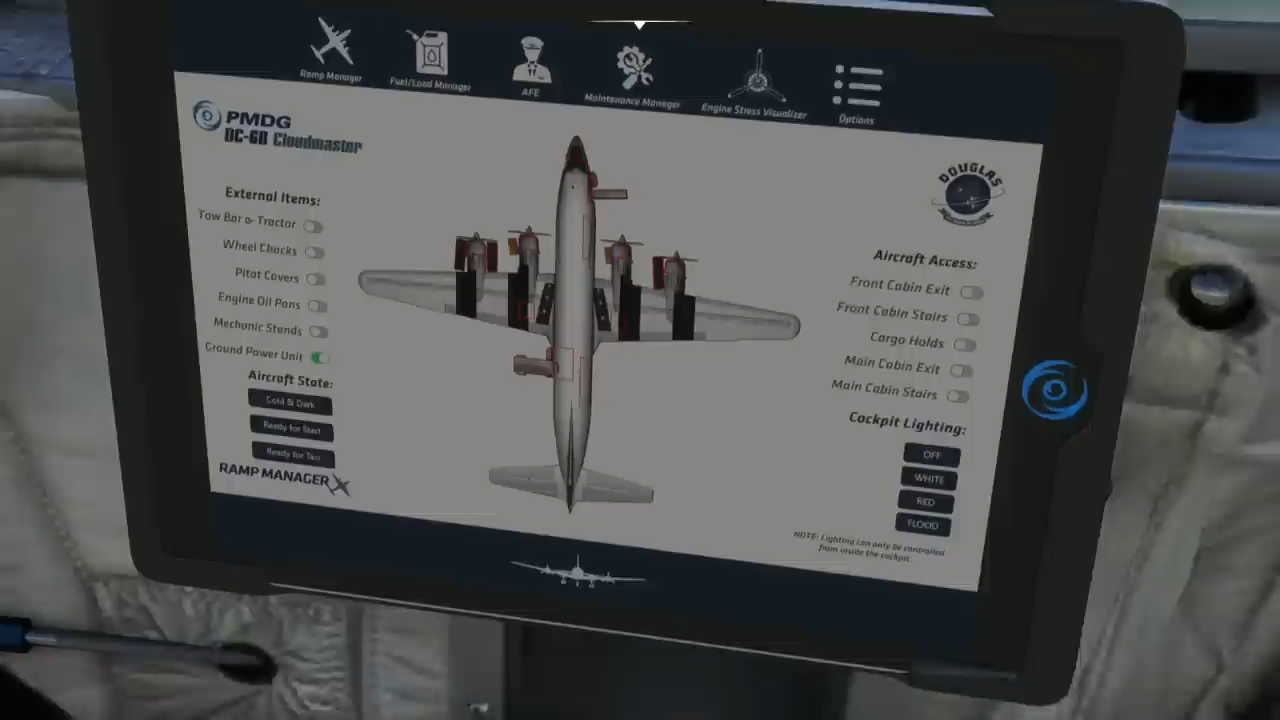 Ramp Manager
Fuel/Load Manager
AFE
Maintenance Manager
Engine Stress Visualizer
Options
PMDG
DC-6B Cloudmaster
DOUGLAS
External Items:
Tow Bar & Tractor
Wheel Chocks
Pitot Covers
Engine Oil Pans
Mechanic Stands
Ground Power Unit
Aircraft State:
Cold & Dark
Ready for Start
Ready for Taxi
RAMP MANAGER
Aircraft Access:
Front Cabin Exit
Front Cabin Stairs
Cargo Holds
Main Cabin Exit
Main Cabin Stairs
Cockpit Lighting:
OFF
WHITE
RED
FLOOD
NOTE: Lighting can only be controlled
from inside the cockpit.